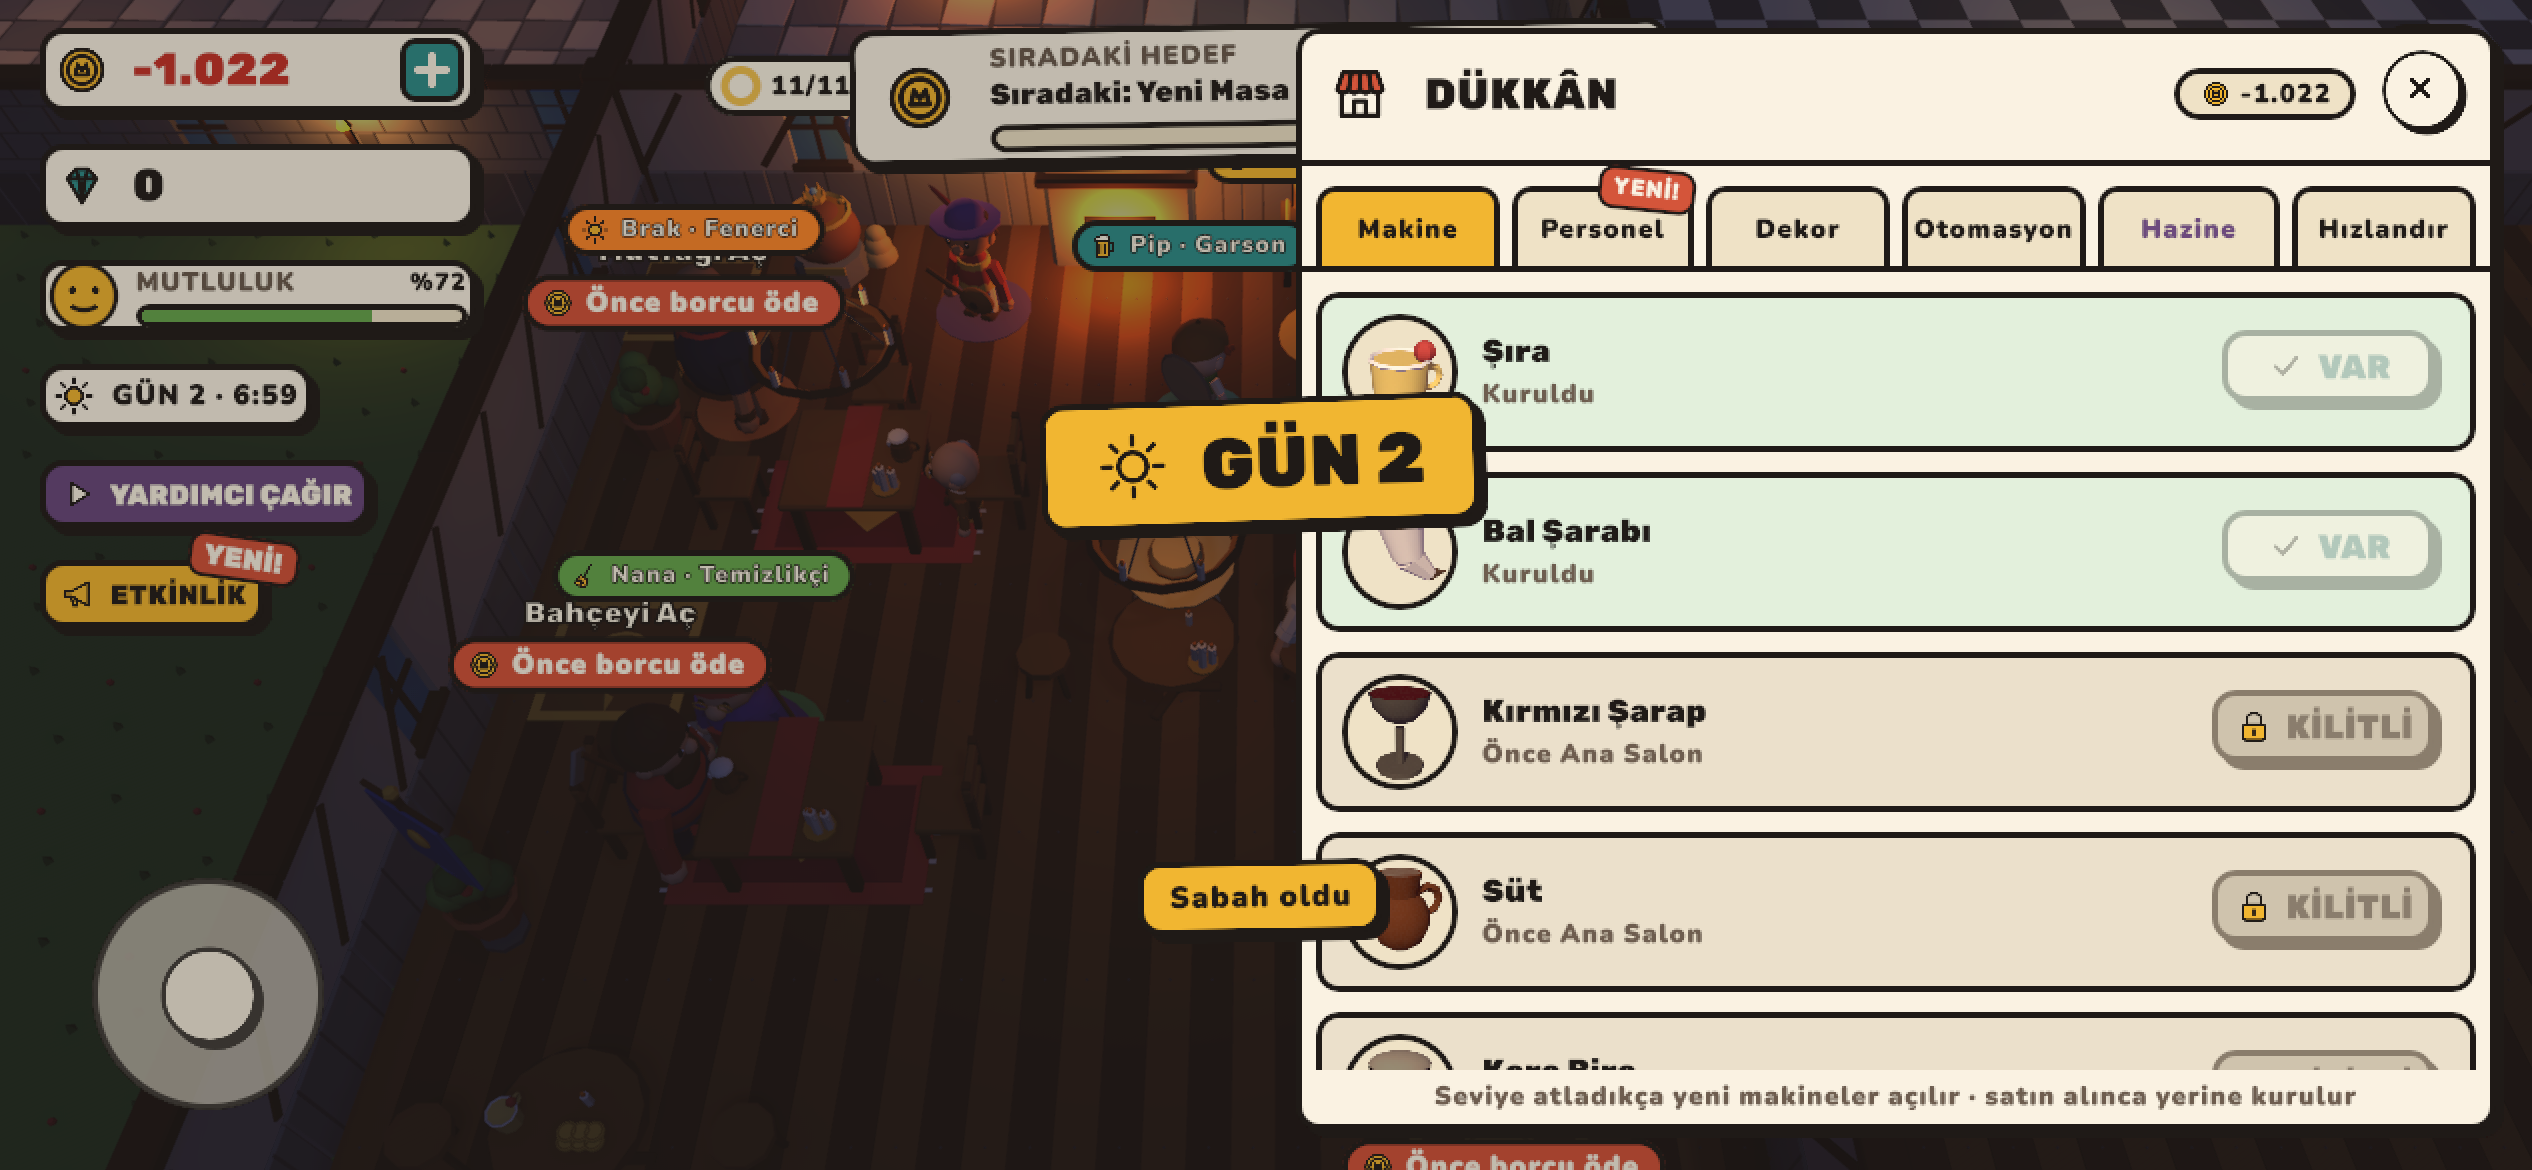 -1.022
0
MUTLULUK %72
GÜN 2 · 6:59
YARDIMCI ÇAĞIR
YENİ!
ETKİNLİK
11/11
SIRADAKİ HEDEF
Sıradaki: Yeni Masa
Brak · Fenerci
Önce borcu öde
Pip · Garson
Nana · Temizlikçi
Bahçeyi Aç
Önce borcu öde
GÜN 2
Sabah oldu
DÜKKÂN
-1.022
YENİ!
Makine Personel Dekor Otomasyon Hazine Hızlandır
Şıra
Kuruldu
VAR
Bal Şarabı
Kuruldu
VAR
Kırmızı Şarap
Önce Ana Salon
KİLİTLİ
Süt
Önce Ana Salon
KİLİTLİ
Seviye atladıkça yeni makineler açılır · satın alınca yerine kurulur
Önce borcu öde